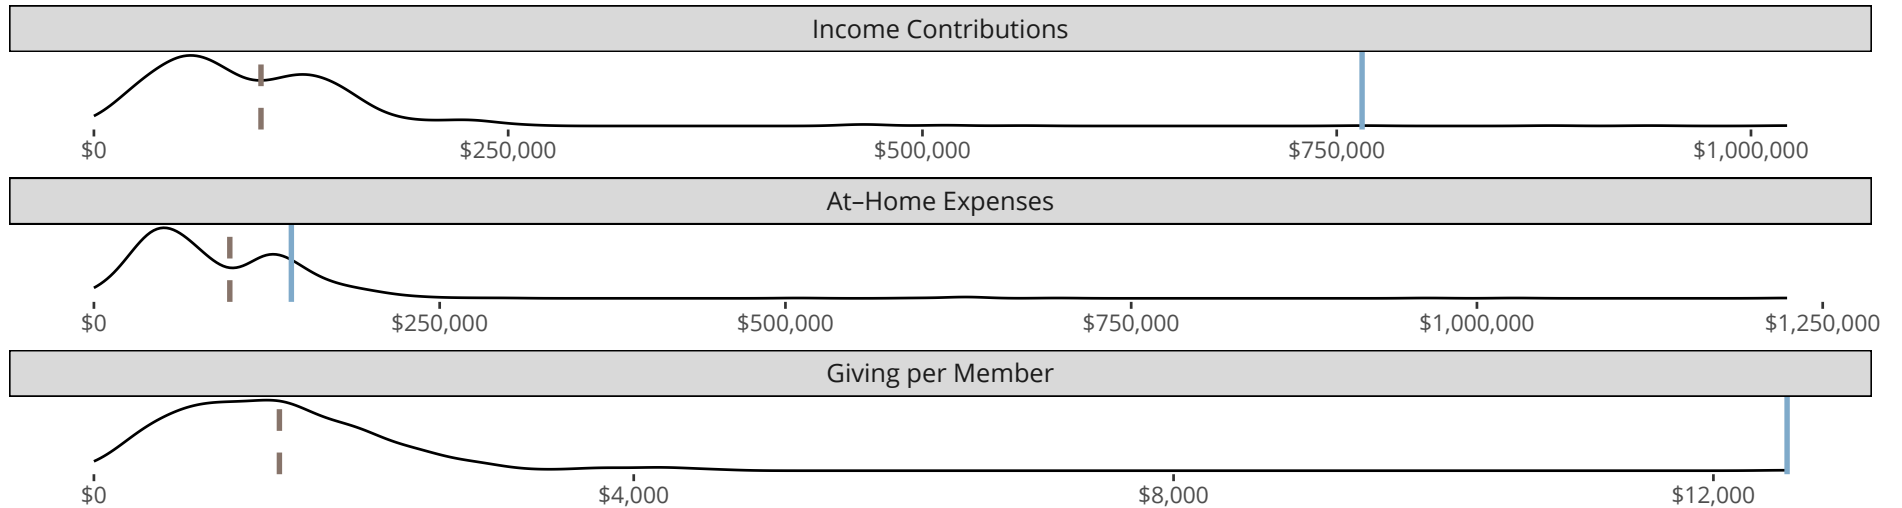 Income Contributions
$0 $250,000 $500,000 $750,000 $1,000,000
At–Home Expenses
$0 $250,000 $500,000 $750,000 $1,000,000 $1,250,000
Giving per Member
$0 $4,000 $8,000 $12,000